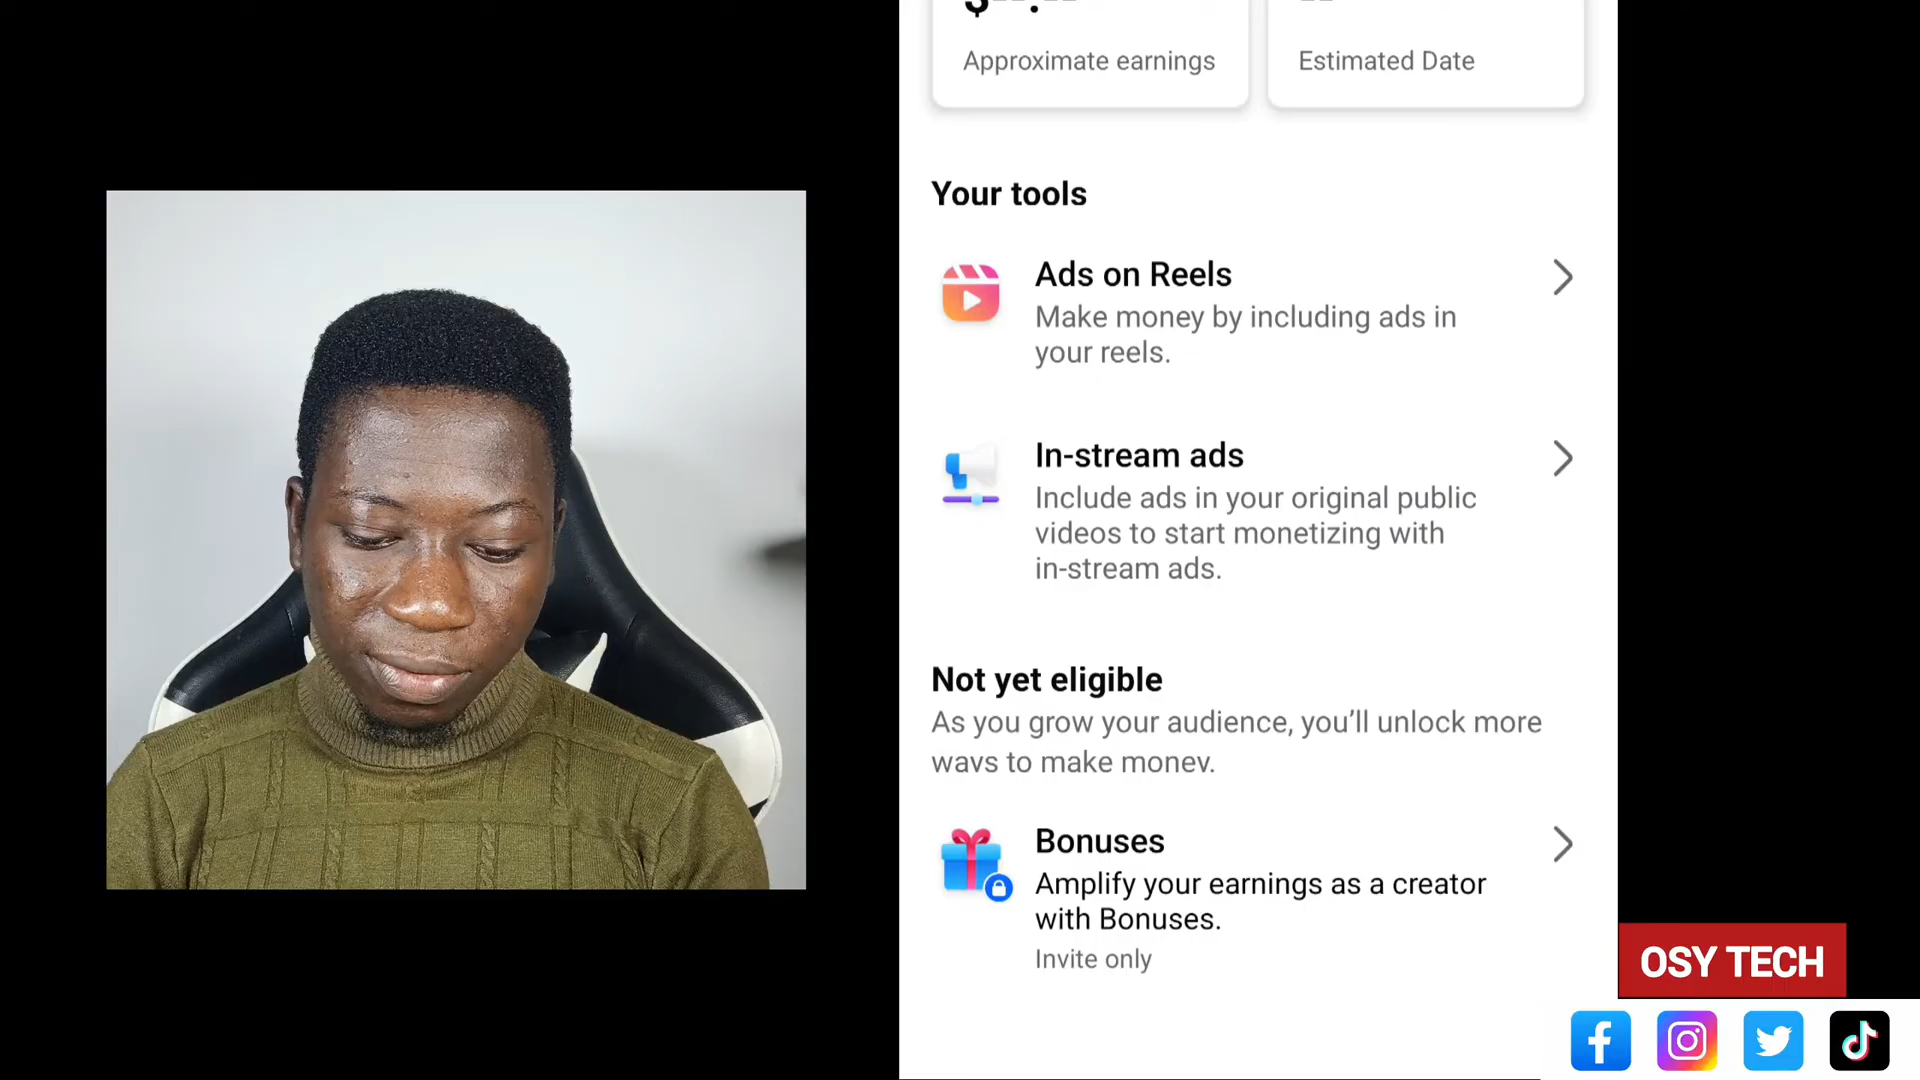 Approximate earnings
Estimated Date
Your tools
Ads on Reels
Make money by including ads in
your reels.
In-stream ads
Include ads in your original public
videos to start monetizing with
in-stream ads.
Not yet eligible
As you grow your audience, you’ll unlock more
ways to make money.
Bonuses
Amplify your earnings as a creator
with Bonuses.
Invite only
OSY TECH